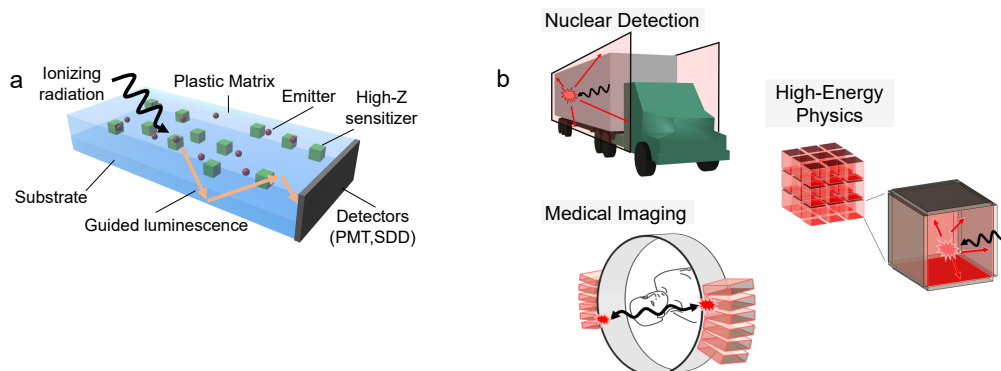 a
Ionizing
radiation
Plastic Matrix
Emitter
High-Z
sensitizer
Substrate
Guided luminescence
Detectors
(PMT,SDD)
b
Nuclear Detection
High-Energy
Physics
Medical Imaging